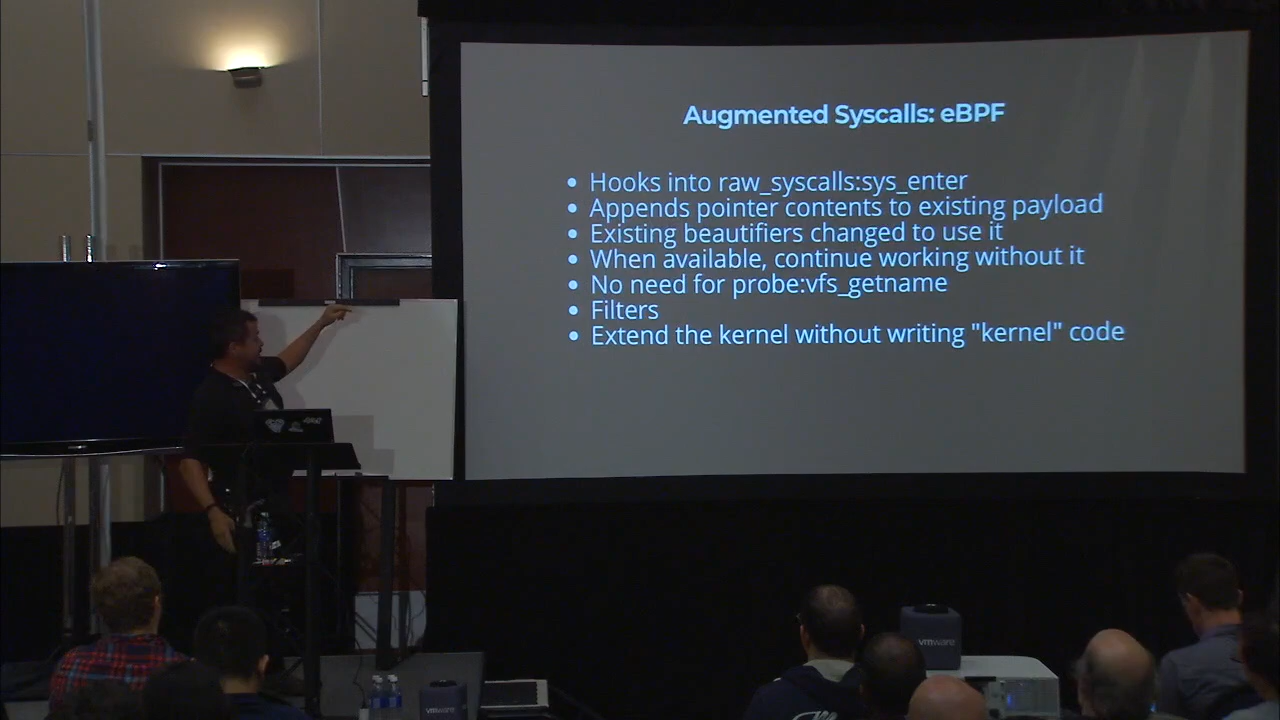 Augmented Syscalls: eBPF
• Hooks into raw_syscalls:sys_enter
• Appends pointer contents to existing payload
• Existing beautifiers changed to use it
• When available, continue working without it
• No need for probe:vfs_getname
• Filters
• Extend the kernel without writing "kernel" code
vmware
vmware